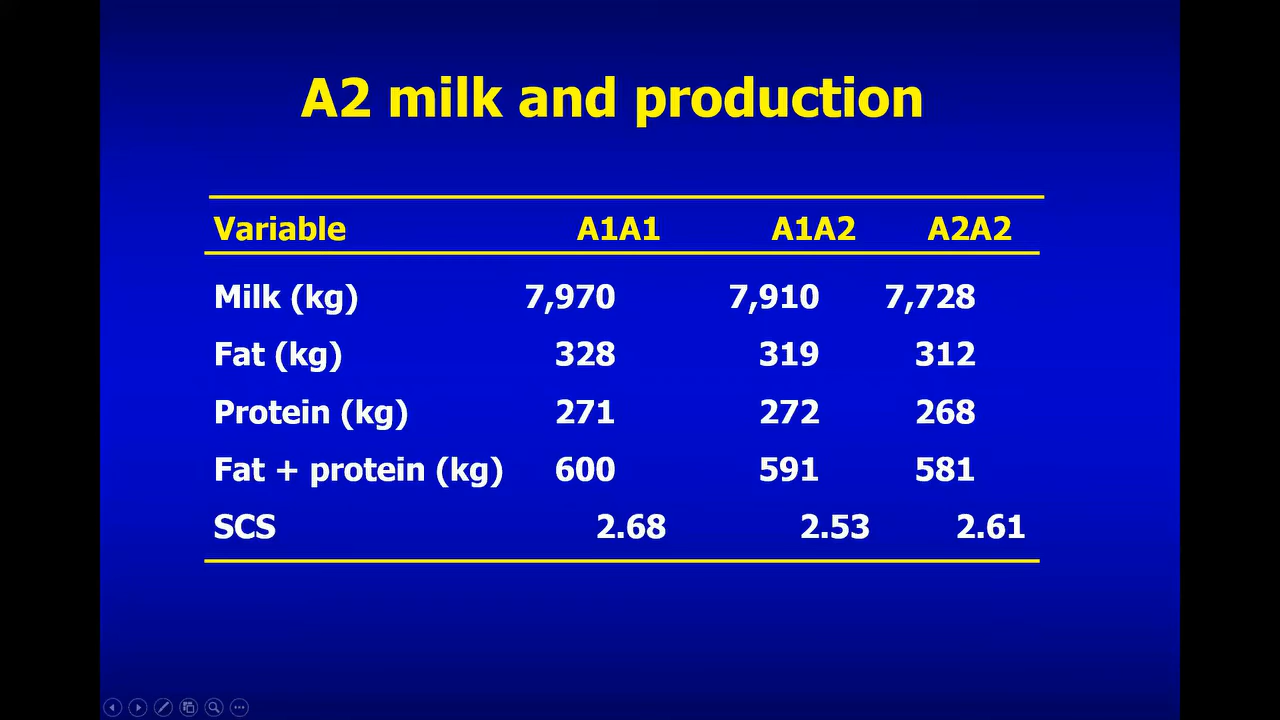 A2 milk and production
Variable A1A1 A1A2 A2A2
Milk (kg) 7,970 7,910 7,728
Fat (kg) 328 319 312
Protein (kg) 271 272 268
Fat + protein (kg) 600 591 581
SCS 2.68 2.53 2.61